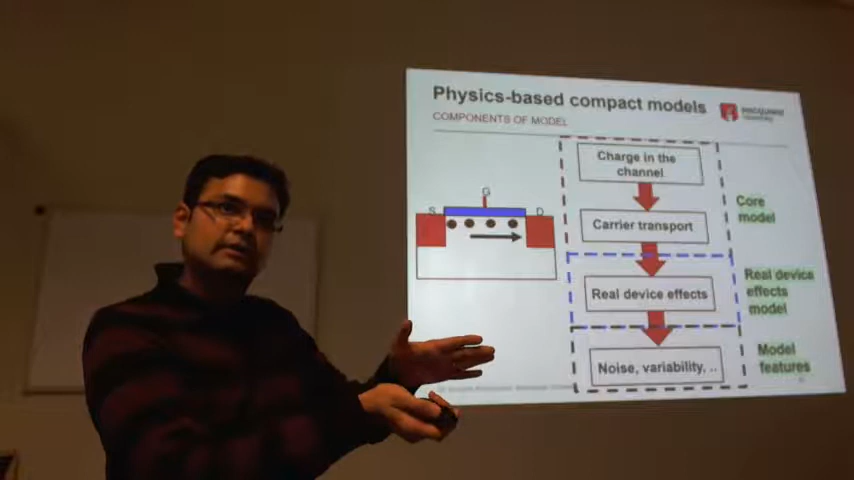 Physics-based compact models
MACQUARIE
University
COMPONENTS OF MODEL
Charge in the
channel
G
S
D
Core
model
Carrier transport
Real device
effects
model
Real device effects
Model
features
Noise, variability, ..